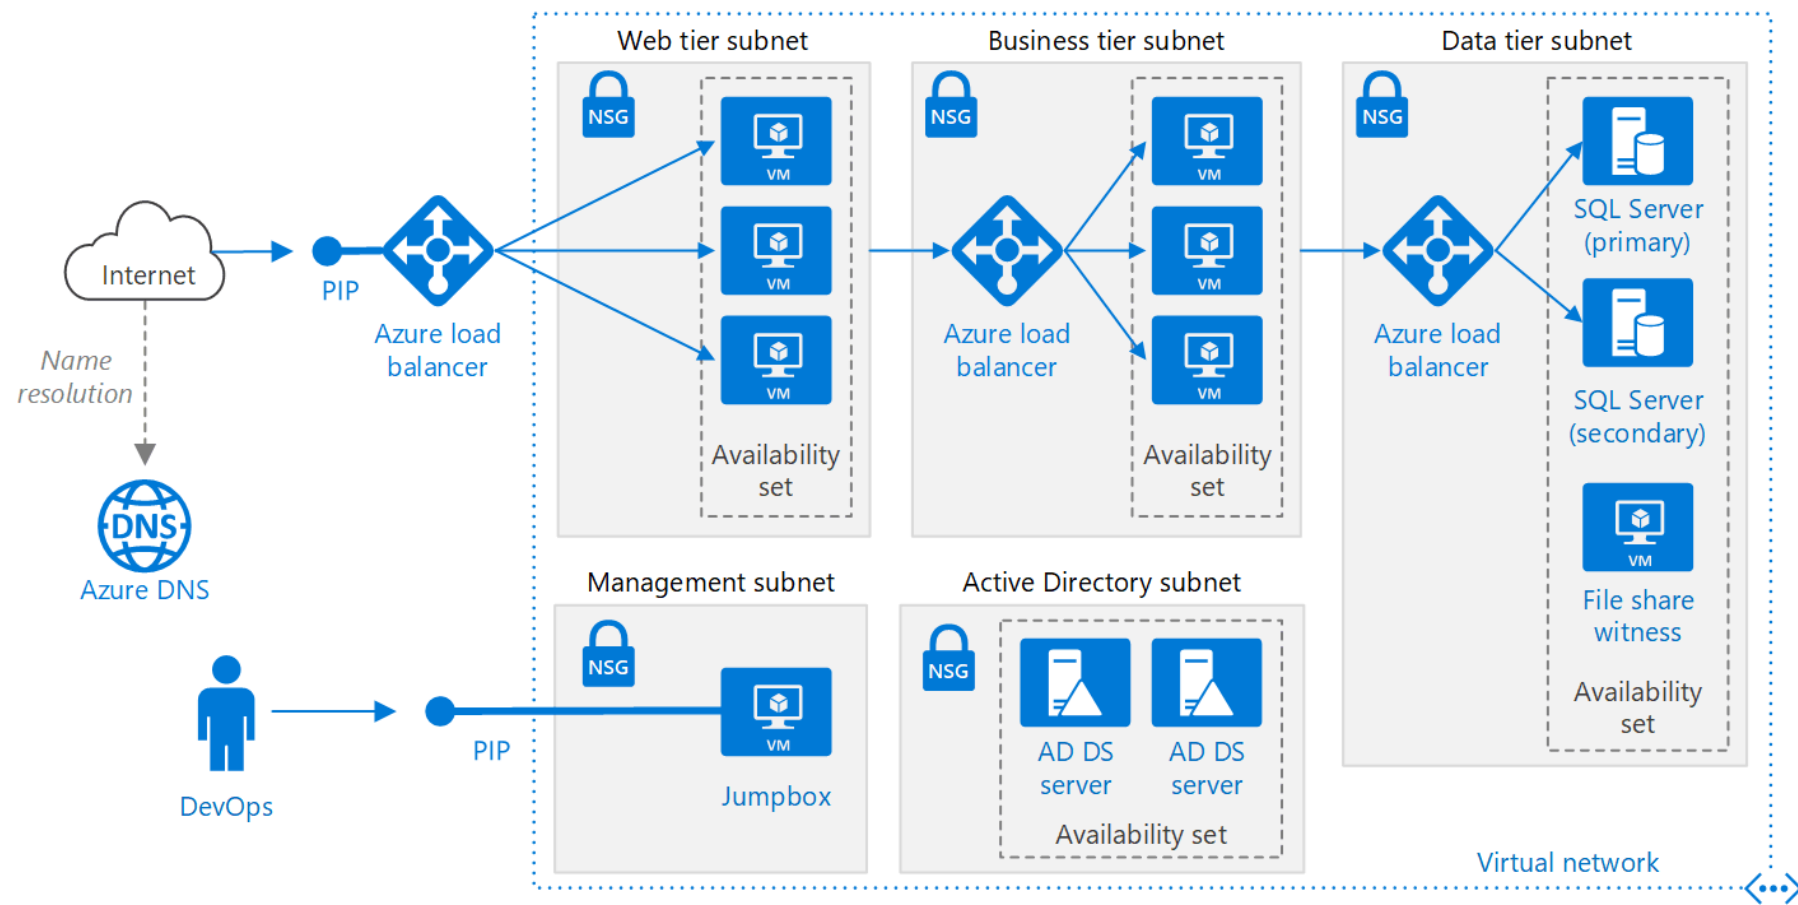 Web tier subnet
Business tier subnet
Data tier subnet
NSG
VM
VM
VM
Availability
set
NSG
VM
VM
VM
Availability
set
NSG
SQL Server
(primary)
SQL Server
(secondary)
VM
File share
witness
Availability
set
Internet
PIP
Azure load
balancer
Azure load
balancer
Azure load
balancer
Name
resolution
DNS
Azure DNS
Management subnet
NSG
VM
Jumpbox
Active Directory subnet
NSG
AD DS
server
AD DS
server
Availability set
DevOps
PIP
Virtual network